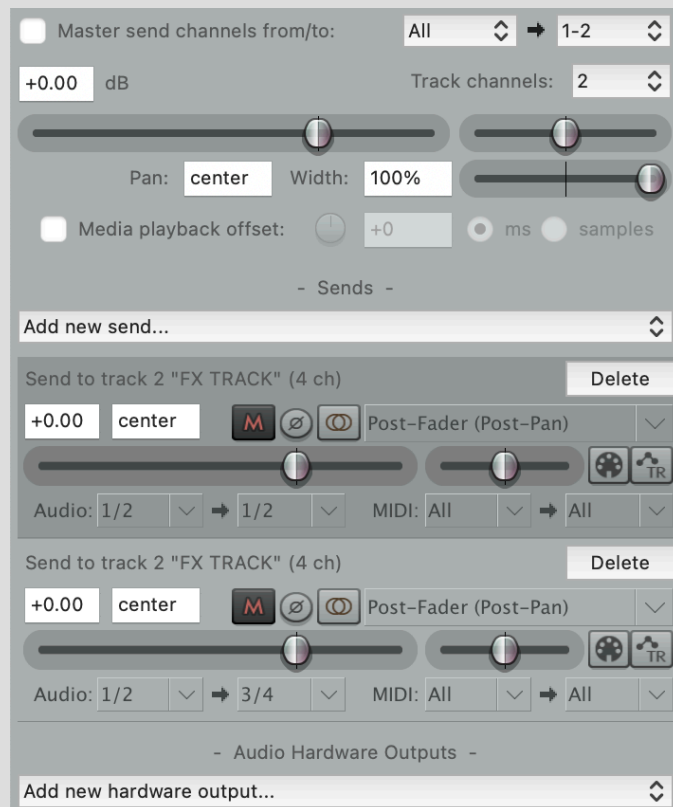 Master send channels from/to: All 1-2
+0.00 dB Track channels: 2
Pan: center Width: 100%
Media playback offset: +0 ms samples
- Sends -
Add new send...
Send to track 2 "FX TRACK" (4 ch) Delete
+0.00 center M Post-Fader (Post-Pan)
TR
Audio: 1/2 1/2 MIDI: All All
Send to track 2 "FX TRACK" (4 ch) Delete
+0.00 center M Post-Fader (Post-Pan)
TR
Audio: 1/2 3/4 MIDI: All All
- Audio Hardware Outputs -
Add new hardware output...